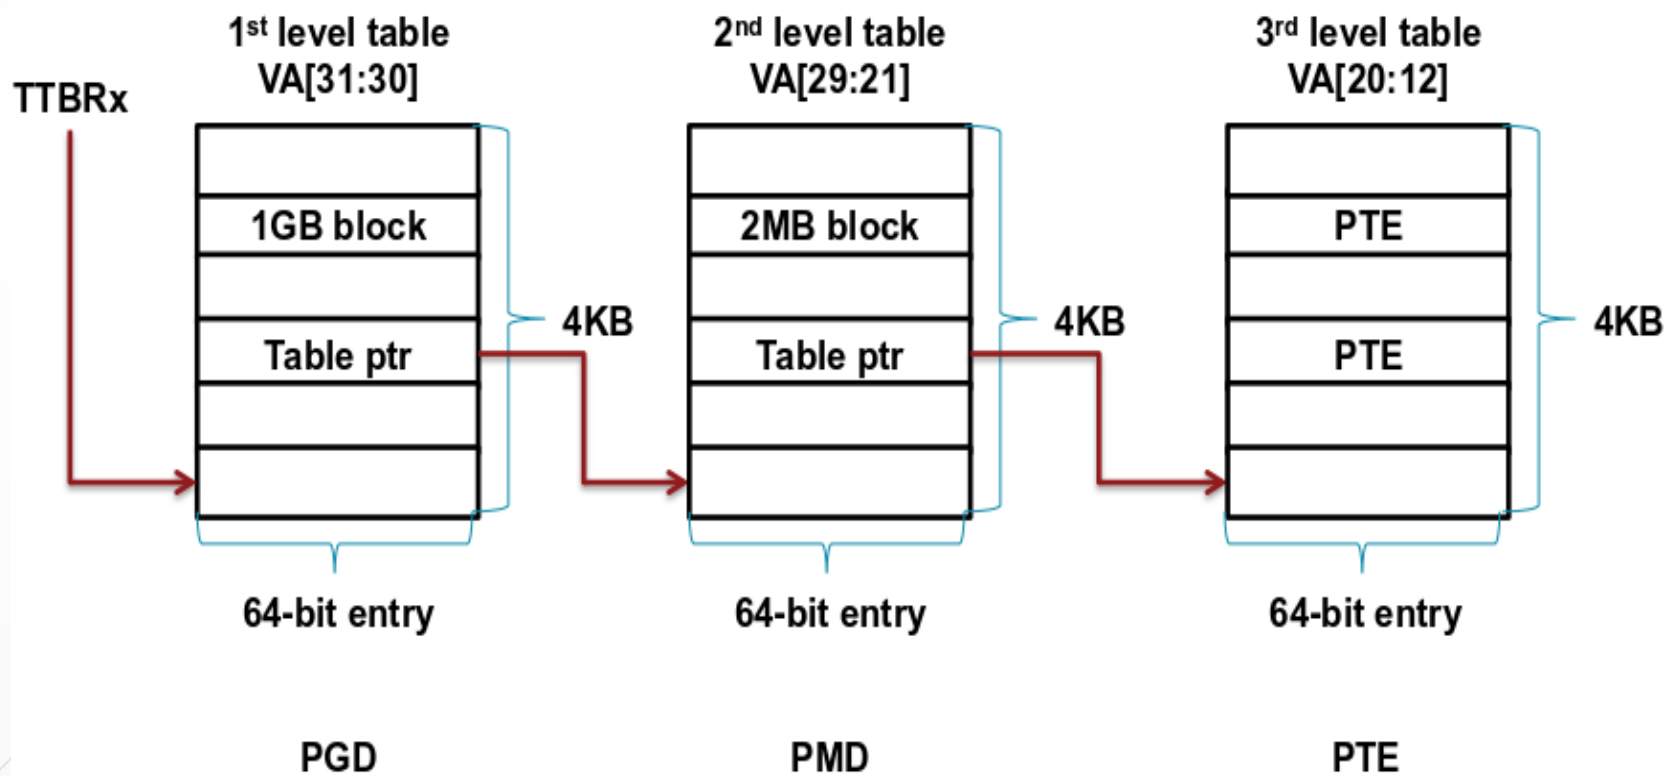 1st level table
VA[31:30]
2nd level table
VA[29:21]
3rd level table
VA[20:12]
TTBRx
1GB block
2MB block
PTE
4KB
4KB
4KB
Table ptr
Table ptr
PTE
64-bit entry
64-bit entry
64-bit entry
PGD
PMD
PTE